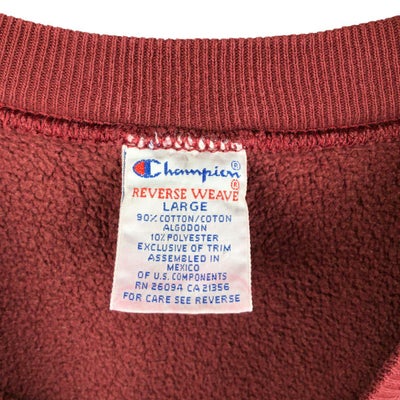 Champion®
REVERSE WEAVE®
LARGE
90% COTTON/COTON
ALGODON
10% POLYESTER
EXCLUSIVE OF TRIM
ASSEMBLED IN
MEXICO
OF U.S. COMPONENTS
RN 26094 CA 21356
FOR CARE SEE REVERSE